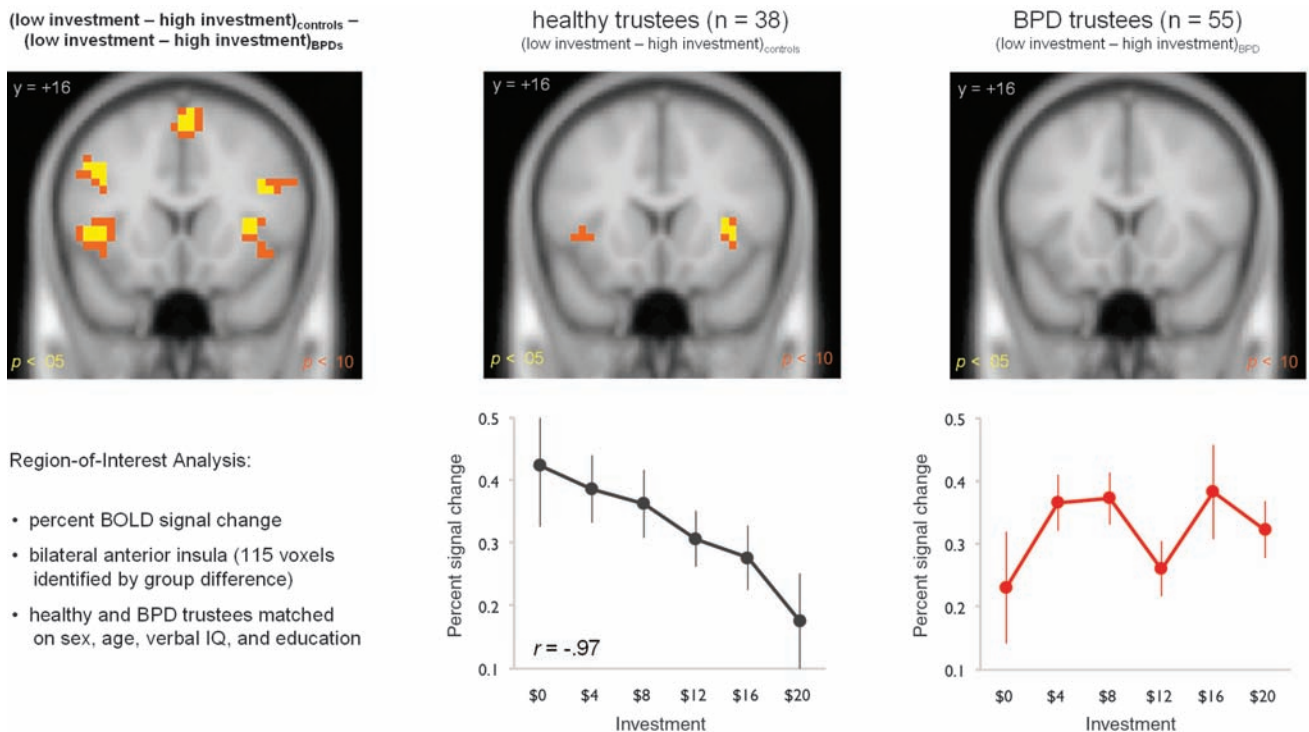 (low investment – high investment)controls –
(low investment – high investment)BPDs
healthy trustees (n = 38)
(low investment – high investment)controls
BPD trustees (n = 55)
(low investment – high investment)BPD
y = +16
p < .05
p < .10
y = +16
p < .05
p < .10
y = +16
p < .05
p < .10
Region-of-Interest Analysis:
• percent BOLD signal change
• bilateral anterior insula (115 voxels
identified by group difference)
• healthy and BPD trustees matched
on sex, age, verbal IQ, and education
Percent signal change
0.5
0.4
0.3
0.2
0.1
r = -.97
$0 $4 $8 $12 $16 $20
Investment
Percent signal change
0.5
0.4
0.3
0.2
0.1
$0 $4 $8 $12 $16 $20
Investment